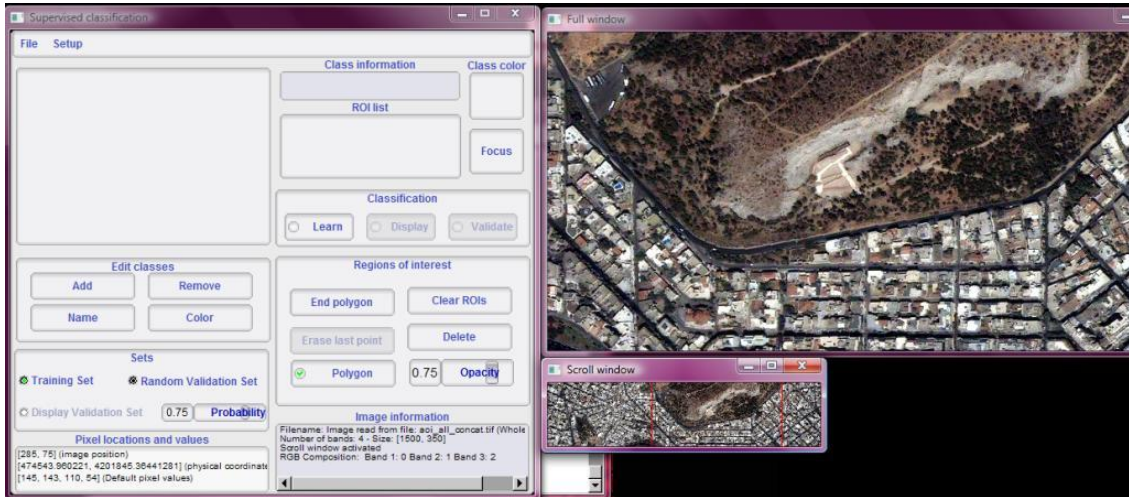 Supervised classification
File Setup
Class information
Class color
ROI list
Focus
Classification
Learn
Display
Validate
Edit classes
Add
Remove
Name
Color
Regions of interest
End polygon
Clear ROIs
Erase last point
Delete
Polygon
0.75
Opacity
Sets
Training Set
Random Validation Set
Display Validation Set
0.75
Probability
Pixel locations and values
[285, 75] (image position)
[474543.960221, 4201845.36441281] (physical coordinate
[145, 143, 110, 54] (Default pixel values)
Image information
Filename: Image read from file: aoi_all_concat.tif (Whole
Number of bands: 4 - Size: [1500, 350]
Scroll window activated
RGB Composition: Band 1: 0 Band 2: 1 Band 3: 2
Full window
Scroll window